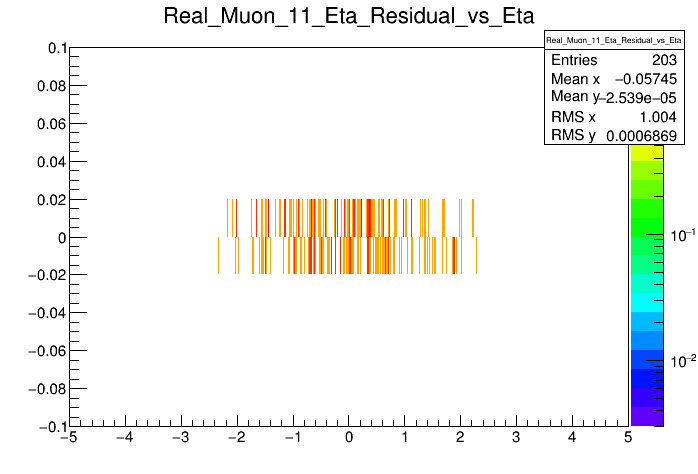 Real_Muon_11_Eta_Residual_vs_Eta
Real_Muon_11_Eta_Residual_vs_Eta
Entries 203
Mean x −0.05745
Mean y −2.539e−05
RMS x 1.004
RMS y 0.0006869
0.1
0.08
0.06
0.04
0.02
0
−0.02
−0.04
−0.06
−0.08
−0.1
10−1
10−2
−5 −4 −3 −2 −1 0 1 2 3 4 5